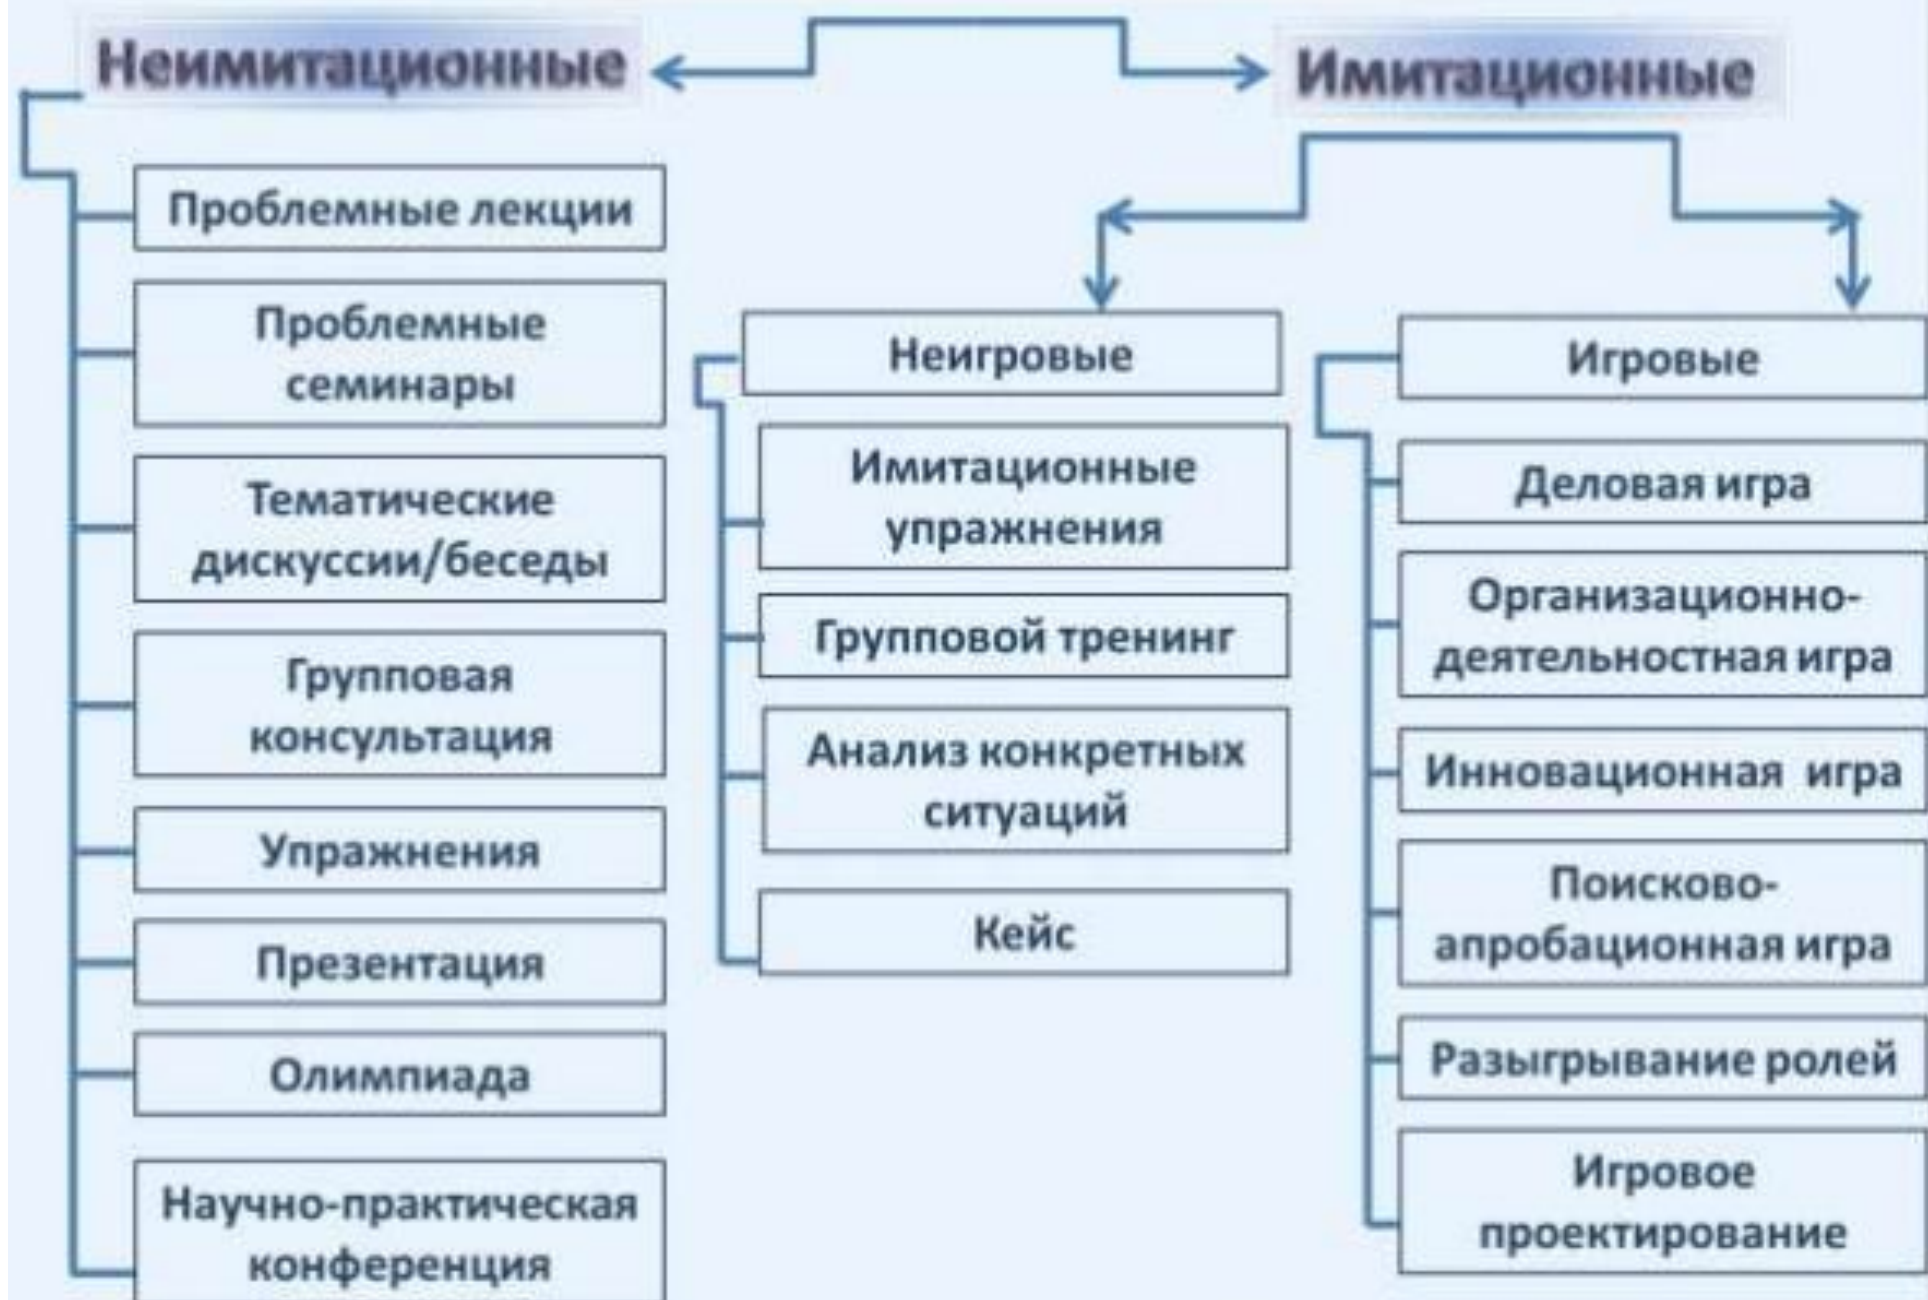 Неимитационные
Имитационные
Проблемные лекции
Проблемные
семинары
Тематические
дискуссии/беседы
Групповая
консультация
Упражнения
Презентация
Олимпиада
Научно-практическая
конференция
Неигровые
Имитационные
упражнения
Групповой тренинг
Анализ конкретных
ситуаций
Кейс
Игровые
Деловая игра
Организационно-
деятельностная игра
Инновационная игра
Поисково-
апробационная игра
Разыгрывание ролей
Игровое
проектирование